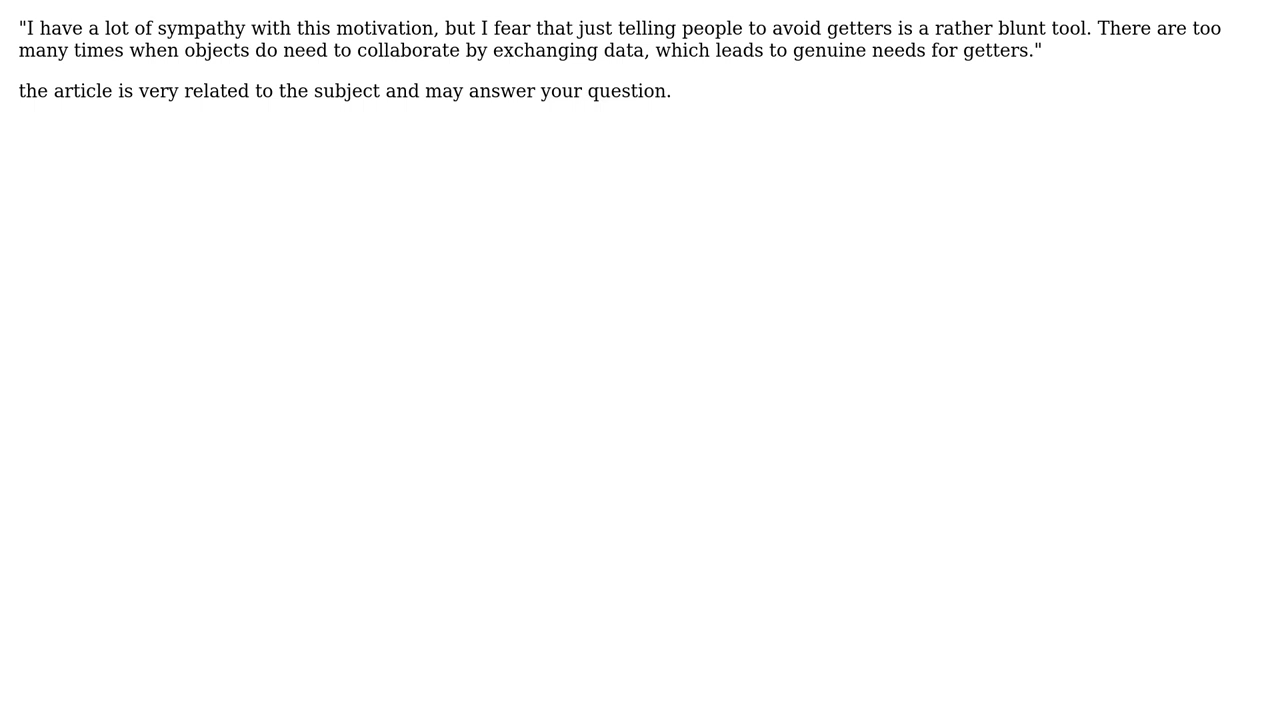 "I have a lot of sympathy with this motivation, but I fear that just telling people to avoid getters is a rather blunt tool. There are too
many times when objects do need to collaborate by exchanging data, which leads to genuine needs for getters."
the article is very related to the subject and may answer your question.